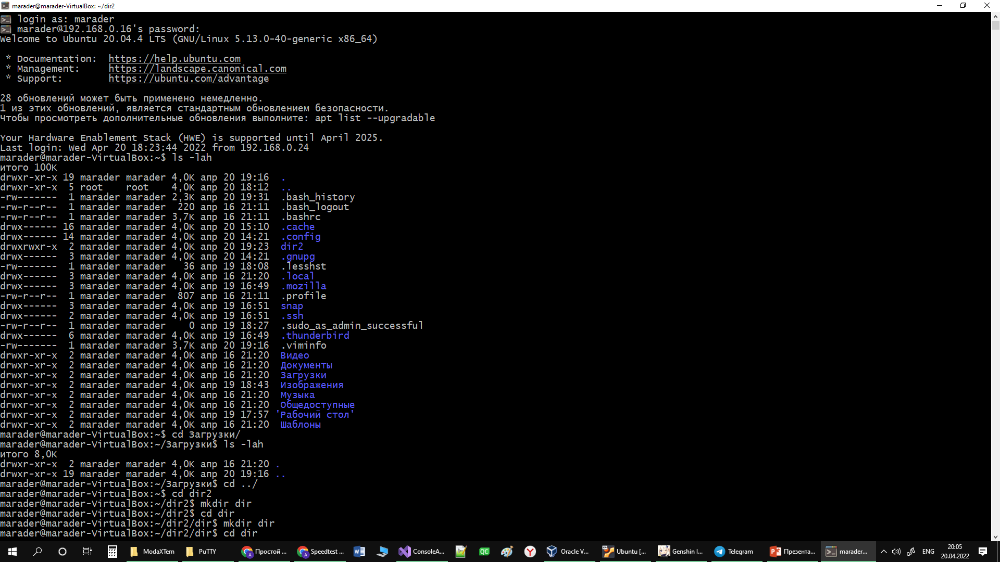 marader@marader-VirtualBox: ~/dir2
login as: marader
marader@192.168.0.16's password:
Welcome to Ubuntu 20.04.4 LTS (GNU/Linux 5.13.0-40-generic x86_64)
* Documentation:  https://help.ubuntu.com
* Management:     https://landscape.canonical.com
* Support:        https://ubuntu.com/advantage
28 обновлений может быть применено немедленно.
1 из этих обновлений, является стандартным обновлением безопасности.
Чтобы просмотреть дополнительные обновления выполните: apt list --upgradable
Your Hardware Enablement Stack (HWE) is supported until April 2025.
Last login: Wed Apr 20 18:23:44 2022 from 192.168.0.24
marader@marader-VirtualBox:~$ ls -lah
итого 100K
drwxr-xr-x 19 marader marader 4,0K апр 20 19:16  .
drwxr-xr-x  5 root    root    4,0K апр 20 18:12  ..
-rw-------  1 marader marader 2,3K апр 20 19:31  .bash_history
-rw-r--r--  1 marader marader  220 апр 16 21:11  .bash_logout
-rw-r--r--  1 marader marader 3,7K апр 16 21:11  .bashrc
drwx------ 16 marader marader 4,0K апр 20 15:10  .cache
drwx------ 14 marader marader 4,0K апр 20 14:21  .config
drwxrwxr-x  2 marader marader 4,0K апр 20 19:23  dir2
drwx------  3 marader marader 4,0K апр 20 14:21  .gnupg
-rw-------  1 marader marader   36 апр 19 18:08  .lesshst
drwx------  3 marader marader 4,0K апр 16 21:20  .local
drwx------  3 marader marader 4,0K апр 19 16:49  .mozilla
-rw-r--r--  1 marader marader  807 апр 16 21:11  .profile
drwx------  3 marader marader 4,0K апр 19 16:51  snap
drwx------  2 marader marader 4,0K апр 19 16:51  .ssh
-rw-r--r--  1 marader marader    0 апр 19 18:27  .sudo_as_admin_successful
drwx------  6 marader marader 4,0K апр 19 16:49  .thunderbird
-rw-------  1 marader marader 3,7K апр 20 19:16  .viminfo
drwxr-xr-x  2 marader marader 4,0K апр 16 21:20  Видео
drwxr-xr-x  2 marader marader 4,0K апр 16 21:20  Документы
drwxr-xr-x  2 marader marader 4,0K апр 16 21:20  Загрузки
drwxr-xr-x  2 marader marader 4,0K апр 19 18:43  Изображения
drwxr-xr-x  2 marader marader 4,0K апр 16 21:20  Музыка
drwxr-xr-x  2 marader marader 4,0K апр 16 21:20  Общедоступные
drwxr-xr-x  2 marader marader 4,0K апр 19 17:57 'Рабочий стол'
drwxr-xr-x  2 marader marader 4,0K апр 16 21:20  Шаблоны
marader@marader-VirtualBox:~$ cd Загрузки/
marader@marader-VirtualBox:~/Загрузки$ ls -lah
итого 8,0K
drwxr-xr-x  2 marader marader 4,0K апр 16 21:20 .
drwxr-xr-x 19 marader marader 4,0K апр 20 19:16 ..
marader@marader-VirtualBox:~/Загрузки$ cd ../
marader@marader-VirtualBox:~$ cd dir2
marader@marader-VirtualBox:~/dir2$ mkdir dir
marader@marader-VirtualBox:~/dir2$ cd dir
marader@marader-VirtualBox:~/dir2/dir$ mkdir dir
marader@marader-VirtualBox:~/dir2/dir$ cd dir
ModaXTern PuTTY Простой ... Speedtest ... ConsoleA... QC Oracle V... Ubuntu [... Genshin I... Telegram Презента... marader... ENG 20:05
20.04.2022